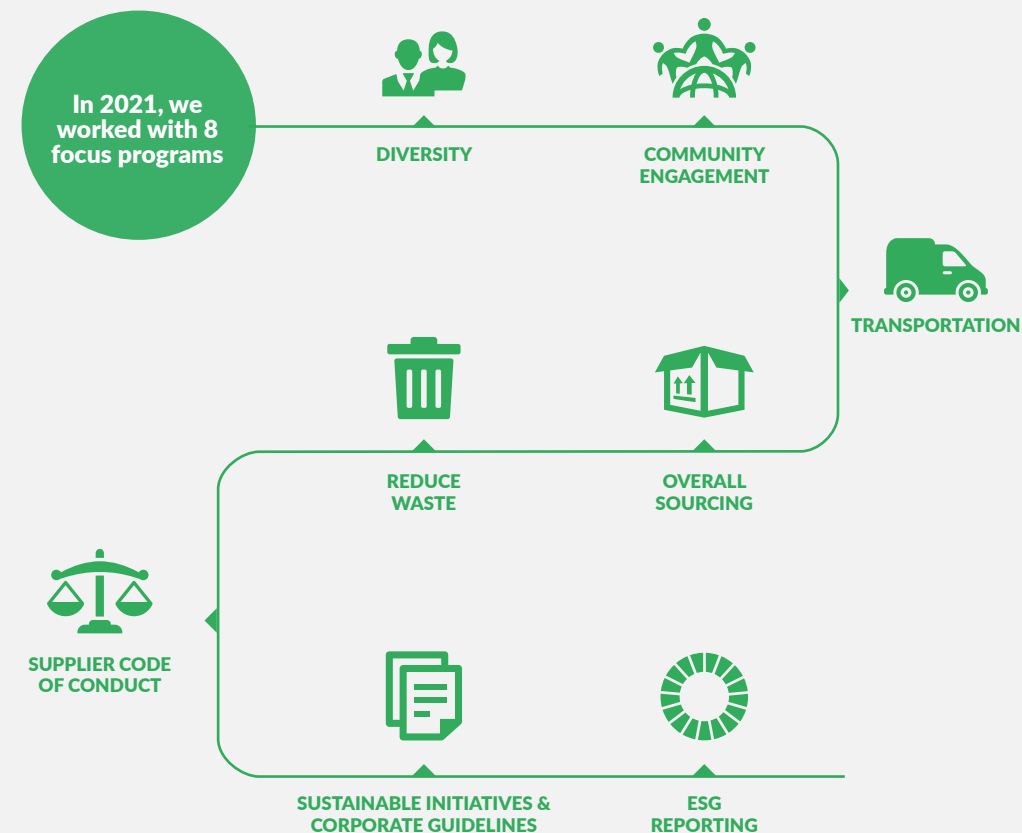 In 2021, we
worked with 8
focus programs
DIVERSITY
COMMUNITY
ENGAGEMENT
TRANSPORTATION
REDUCE
WASTE
OVERALL
SOURCING
SUPPLIER CODE
OF CONDUCT
SUSTAINABLE INITIATIVES &
CORPORATE GUIDELINES
ESG
REPORTING